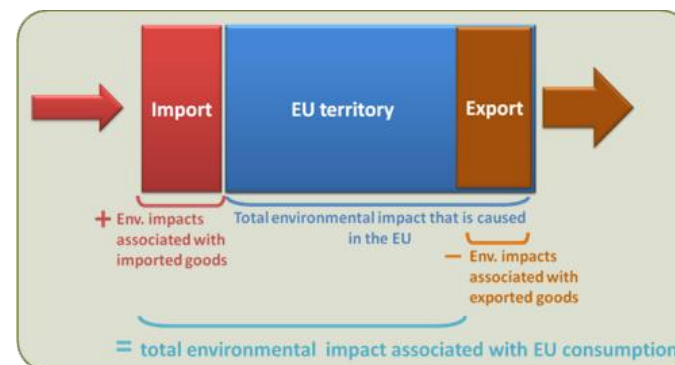 Import
EU territory
Export
+ Env. impacts
associated with
imported goods
Total environmental impact that is caused
in the EU
− Env. impacts
associated with
exported goods
= total environmental impact associated with EU consumption